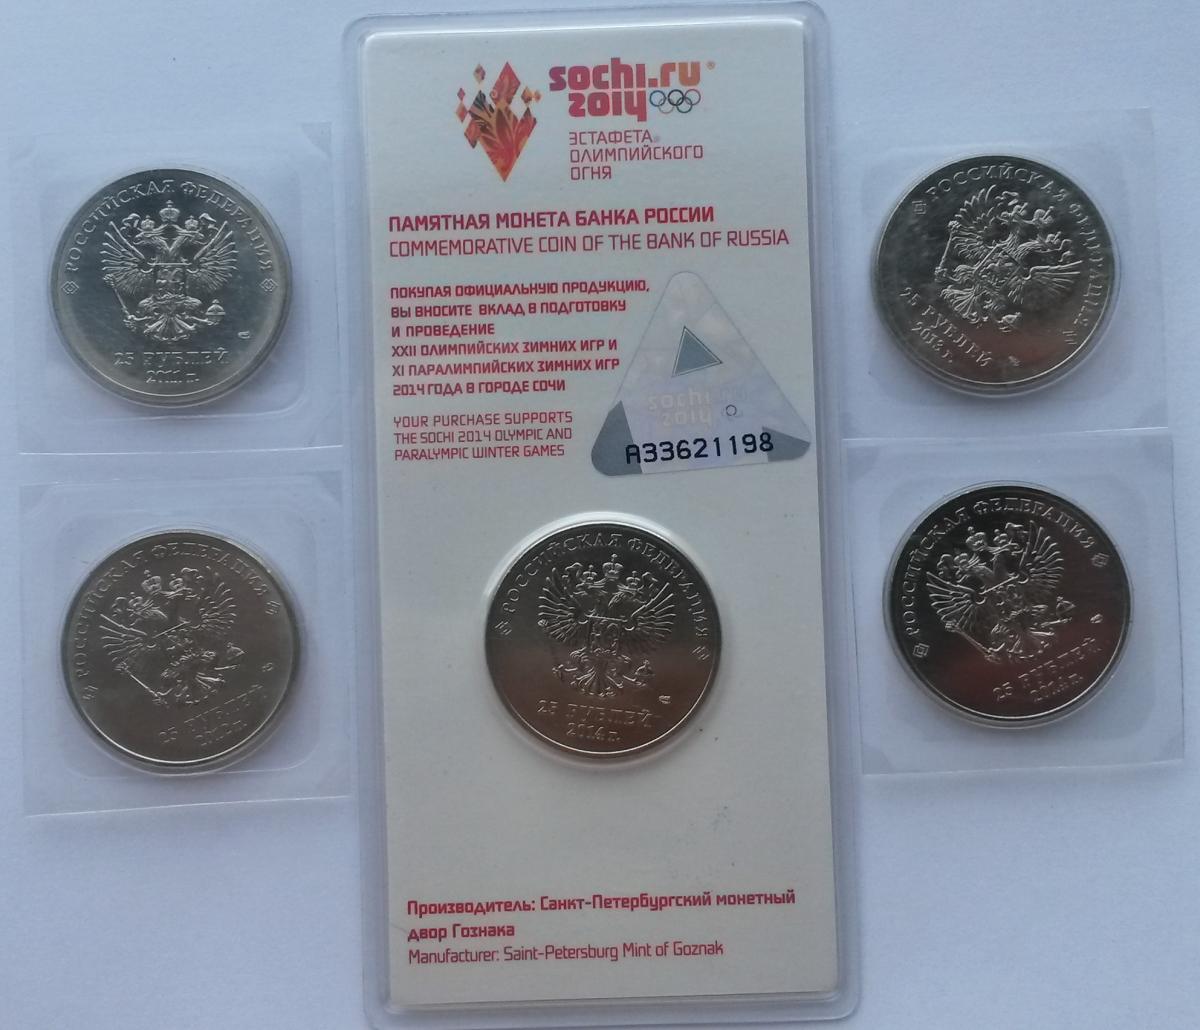 sochi.ru
2014
ЭСТАФЕТА
ОЛИМПИЙСКОГО
ОГНЯ
ПАМЯТНАЯ МОНЕТА БАНКА РОССИИ
COMMEMORATIVE COIN OF THE BANK OF RUSSIA
ПОКУПАЯ ОФИЦИАЛЬНУЮ ПРОДУКЦИЮ,
ВЫ ВНОСИТЕ ВКЛАД В ПОДГОТОВКУ
И ПРОВЕДЕНИЕ
XXII ОЛИМПИЙСКИХ ЗИМНИХ ИГР И
XI ПАРАЛИМПИЙСКИХ ЗИМНИХ ИГР
2014 ГОДА В ГОРОДЕ СОЧИ
YOUR PURCHASE SUPPORTS
THE SOCHI 2014 OLYMPIC AND
PARALYMPIC WINTER GAMES
sochi.ru
2014
A33621198
РОССИЙСКАЯ ФЕДЕРАЦИЯ
25 РУБЛЕЙ
2014 г.
Производитель: Санкт-Петербургский монетный
двор Гознака
Manufacturer: Saint-Petersburg Mint of Goznak
РОССИЙСКАЯ ФЕДЕРАЦИЯ
25 РУБЛЕЙ
2011 г.
РОССИЙСКАЯ ФЕДЕРАЦИЯ
25 РУБЛЕЙ
РОССИЙСКАЯ ФЕДЕРАЦИЯ
25 РУБЛЕЙ
2013 г.
РОССИЙСКАЯ ФЕДЕРАЦИЯ
25 РУБЛЕЙ
2014 г.